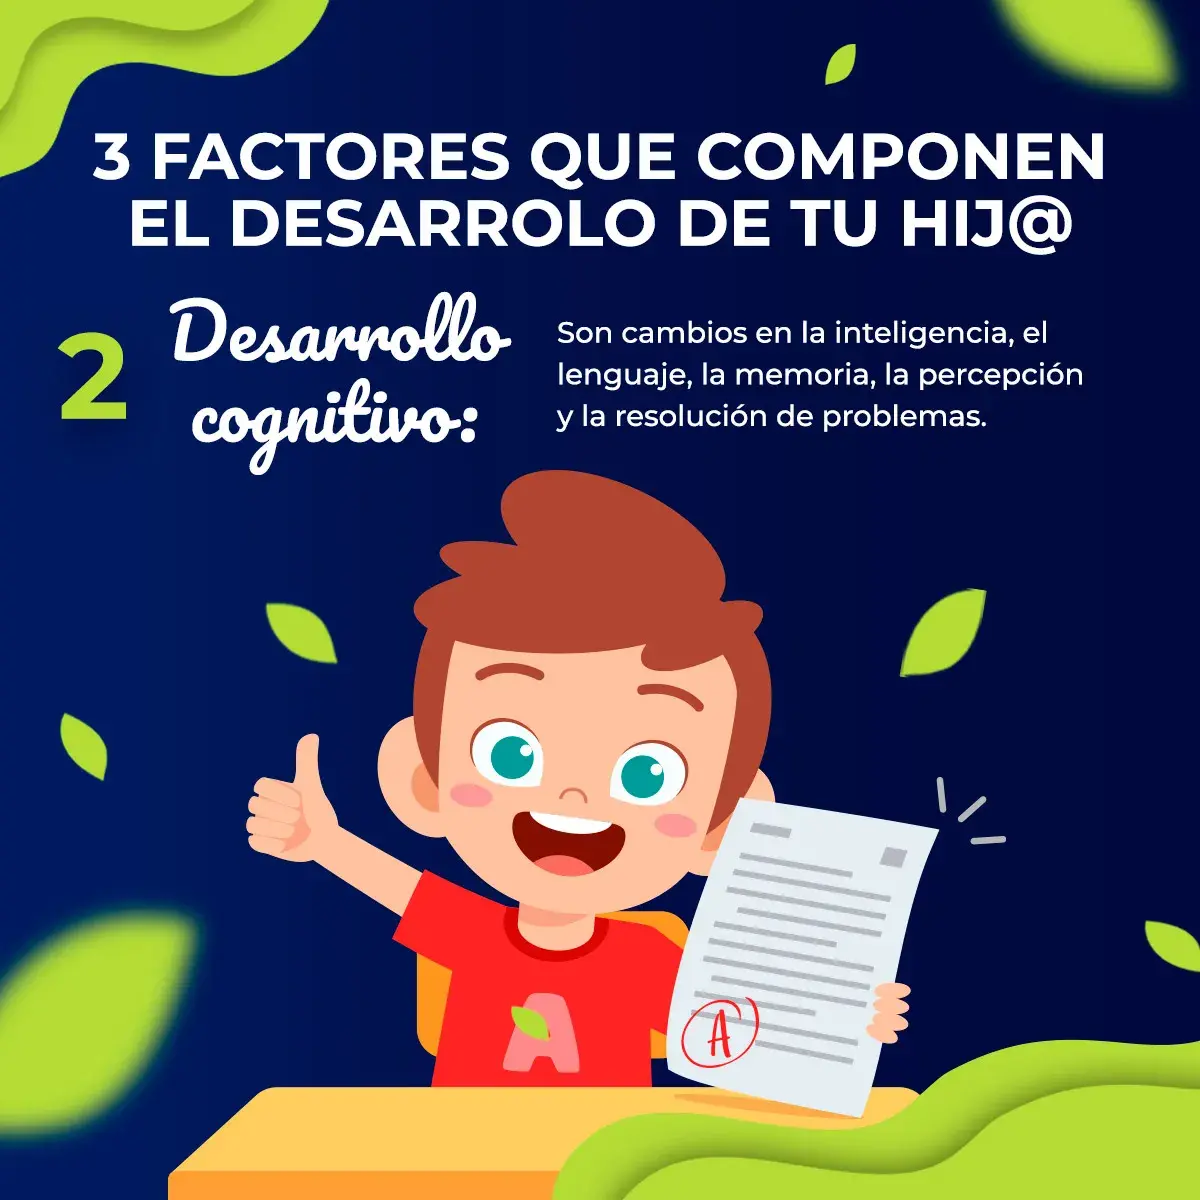 3 FACTORES QUE COMPONEN
EL DESARROLO DE TU HIJ@
2
Desarrollo
cognitivo:
Son cambios en la inteligencia, el
lenguaje, la memoria, la percepción
y la resolución de problemas.
A
A